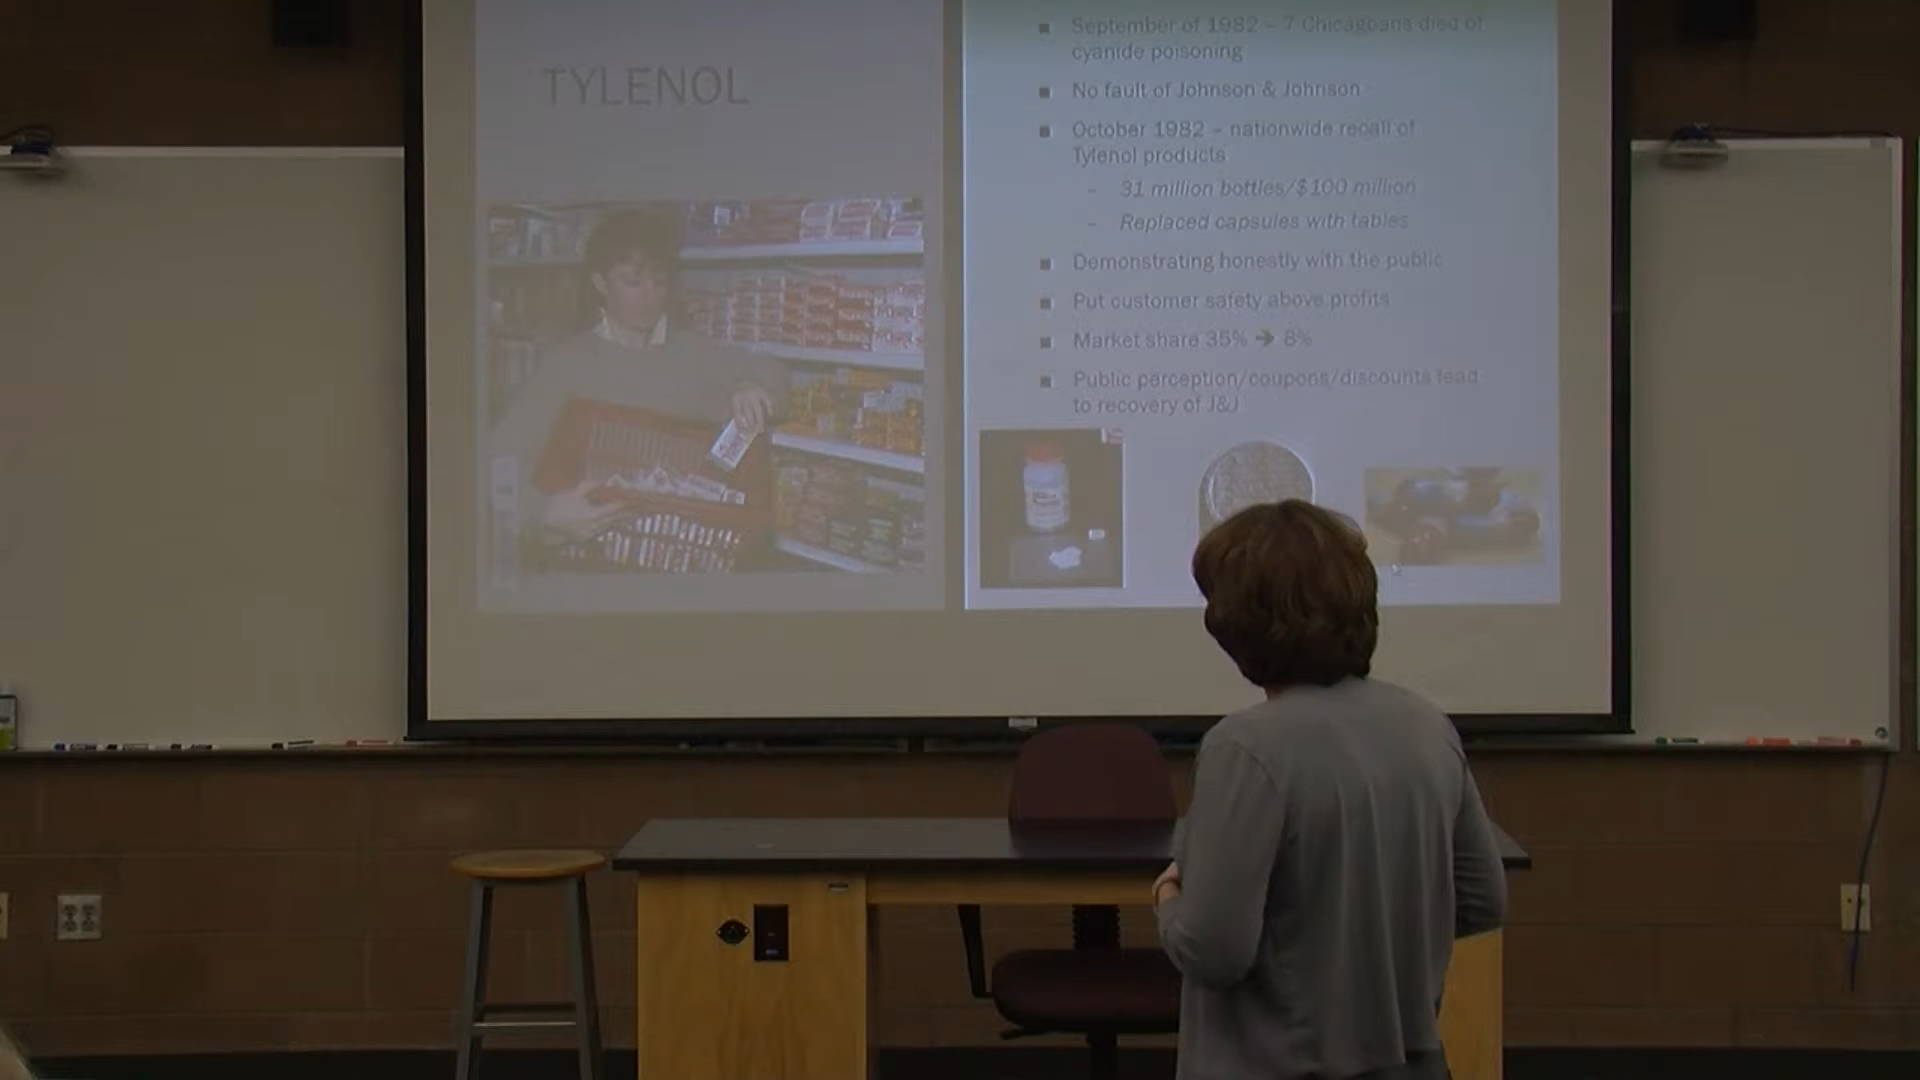 TYLENOL
September of 1982 – 7 Chicagoans died of
cyanide poisoning
No fault of Johnson & Johnson
October 1982 – nationwide recall of
Tylenol products
- 31 million bottles/$100 million
- Replaced capsules with tables
Demonstrating honestly with the public
Put customer safety above profits
Market share 35% → 8%
Public perception/coupons/discounts lead
to recovery of J&J